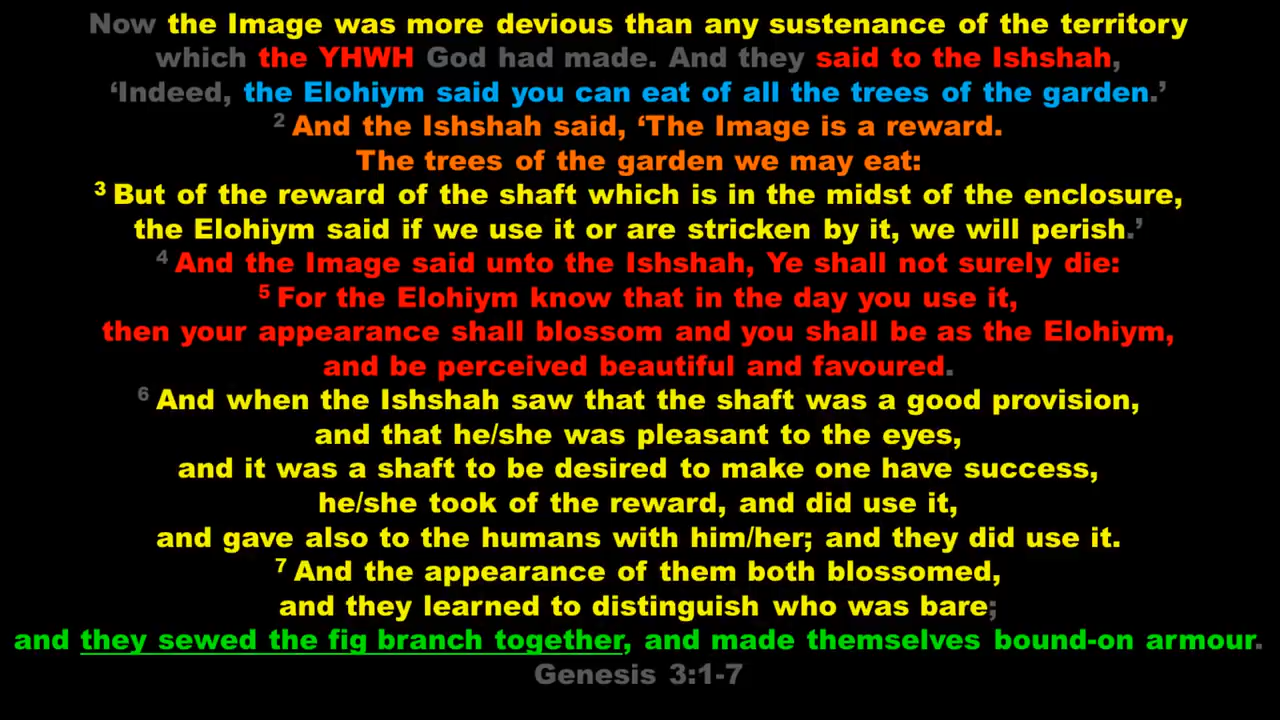 Now the Image was more devious than any sustenance of the territory
which the YHWH God had made. And they said to the Ishshah,
‘Indeed, the Elohiym said you can eat of all the trees of the garden.’
2 And the Ishshah said, ‘The Image is a reward.
The trees of the garden we may eat:
3 But of the reward of the shaft which is in the midst of the enclosure,
the Elohiym said if we use it or are stricken by it, we will perish.’
4 And the Image said unto the Ishshah, Ye shall not surely die:
5 For the Elohiym know that in the day you use it,
then your appearance shall blossom and you shall be as the Elohiym,
and be perceived beautiful and favoured.
6 And when the Ishshah saw that the shaft was a good provision,
and that he/she was pleasant to the eyes,
and it was a shaft to be desired to make one have success,
he/she took of the reward, and did use it,
and gave also to the humans with him/her; and they did use it.
7 And the appearance of them both blossomed,
and they learned to distinguish who was bare;
and they sewed the fig branch together, and made themselves bound-on armour.
Genesis 3:1-7